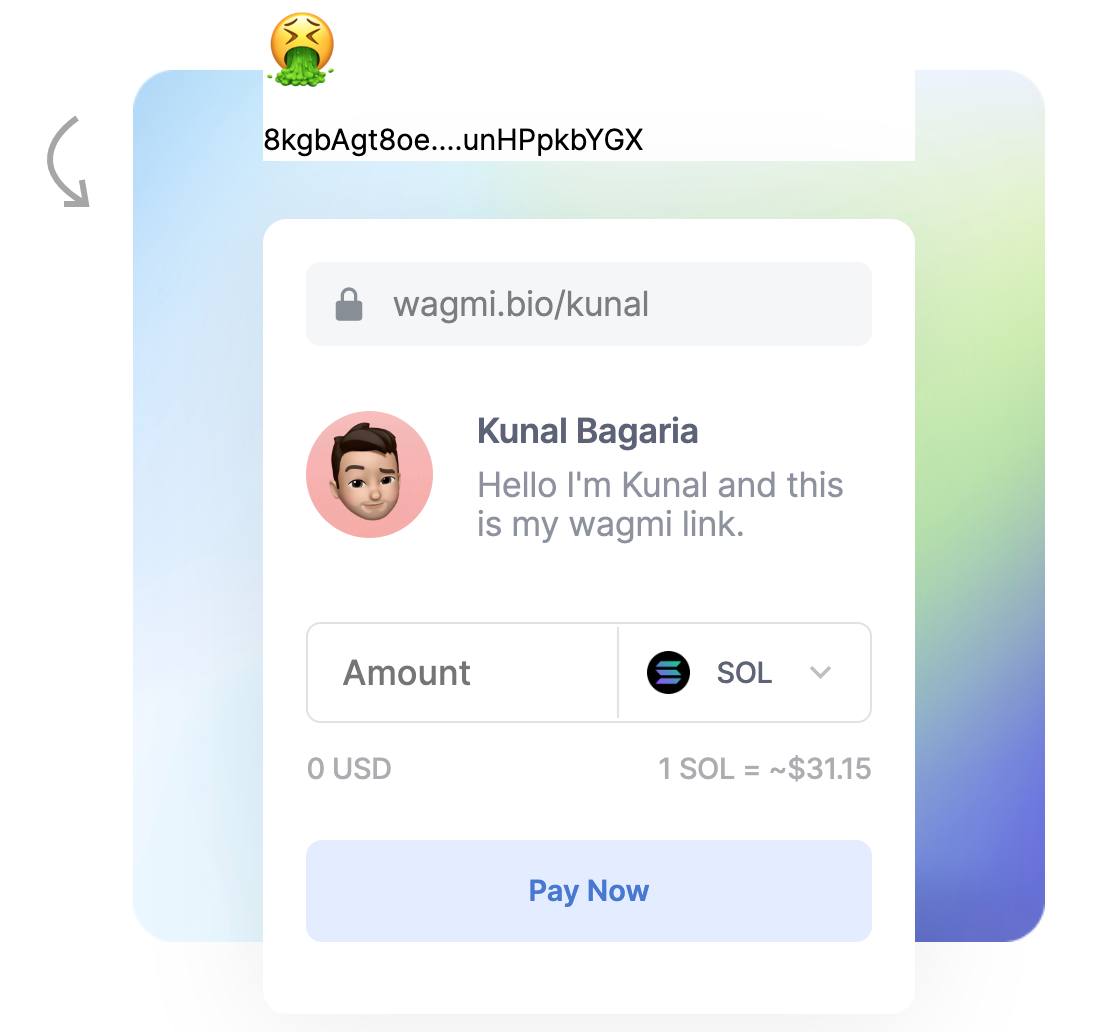 8kgbAgt8oe....unHPpkbYGX
wagmi.bio/kunal
Kunal Bagaria
Hello I'm Kunal and this
is my wagmi link.
Amount
SOL
0 USD
1 SOL = ~$31.15
Pay Now